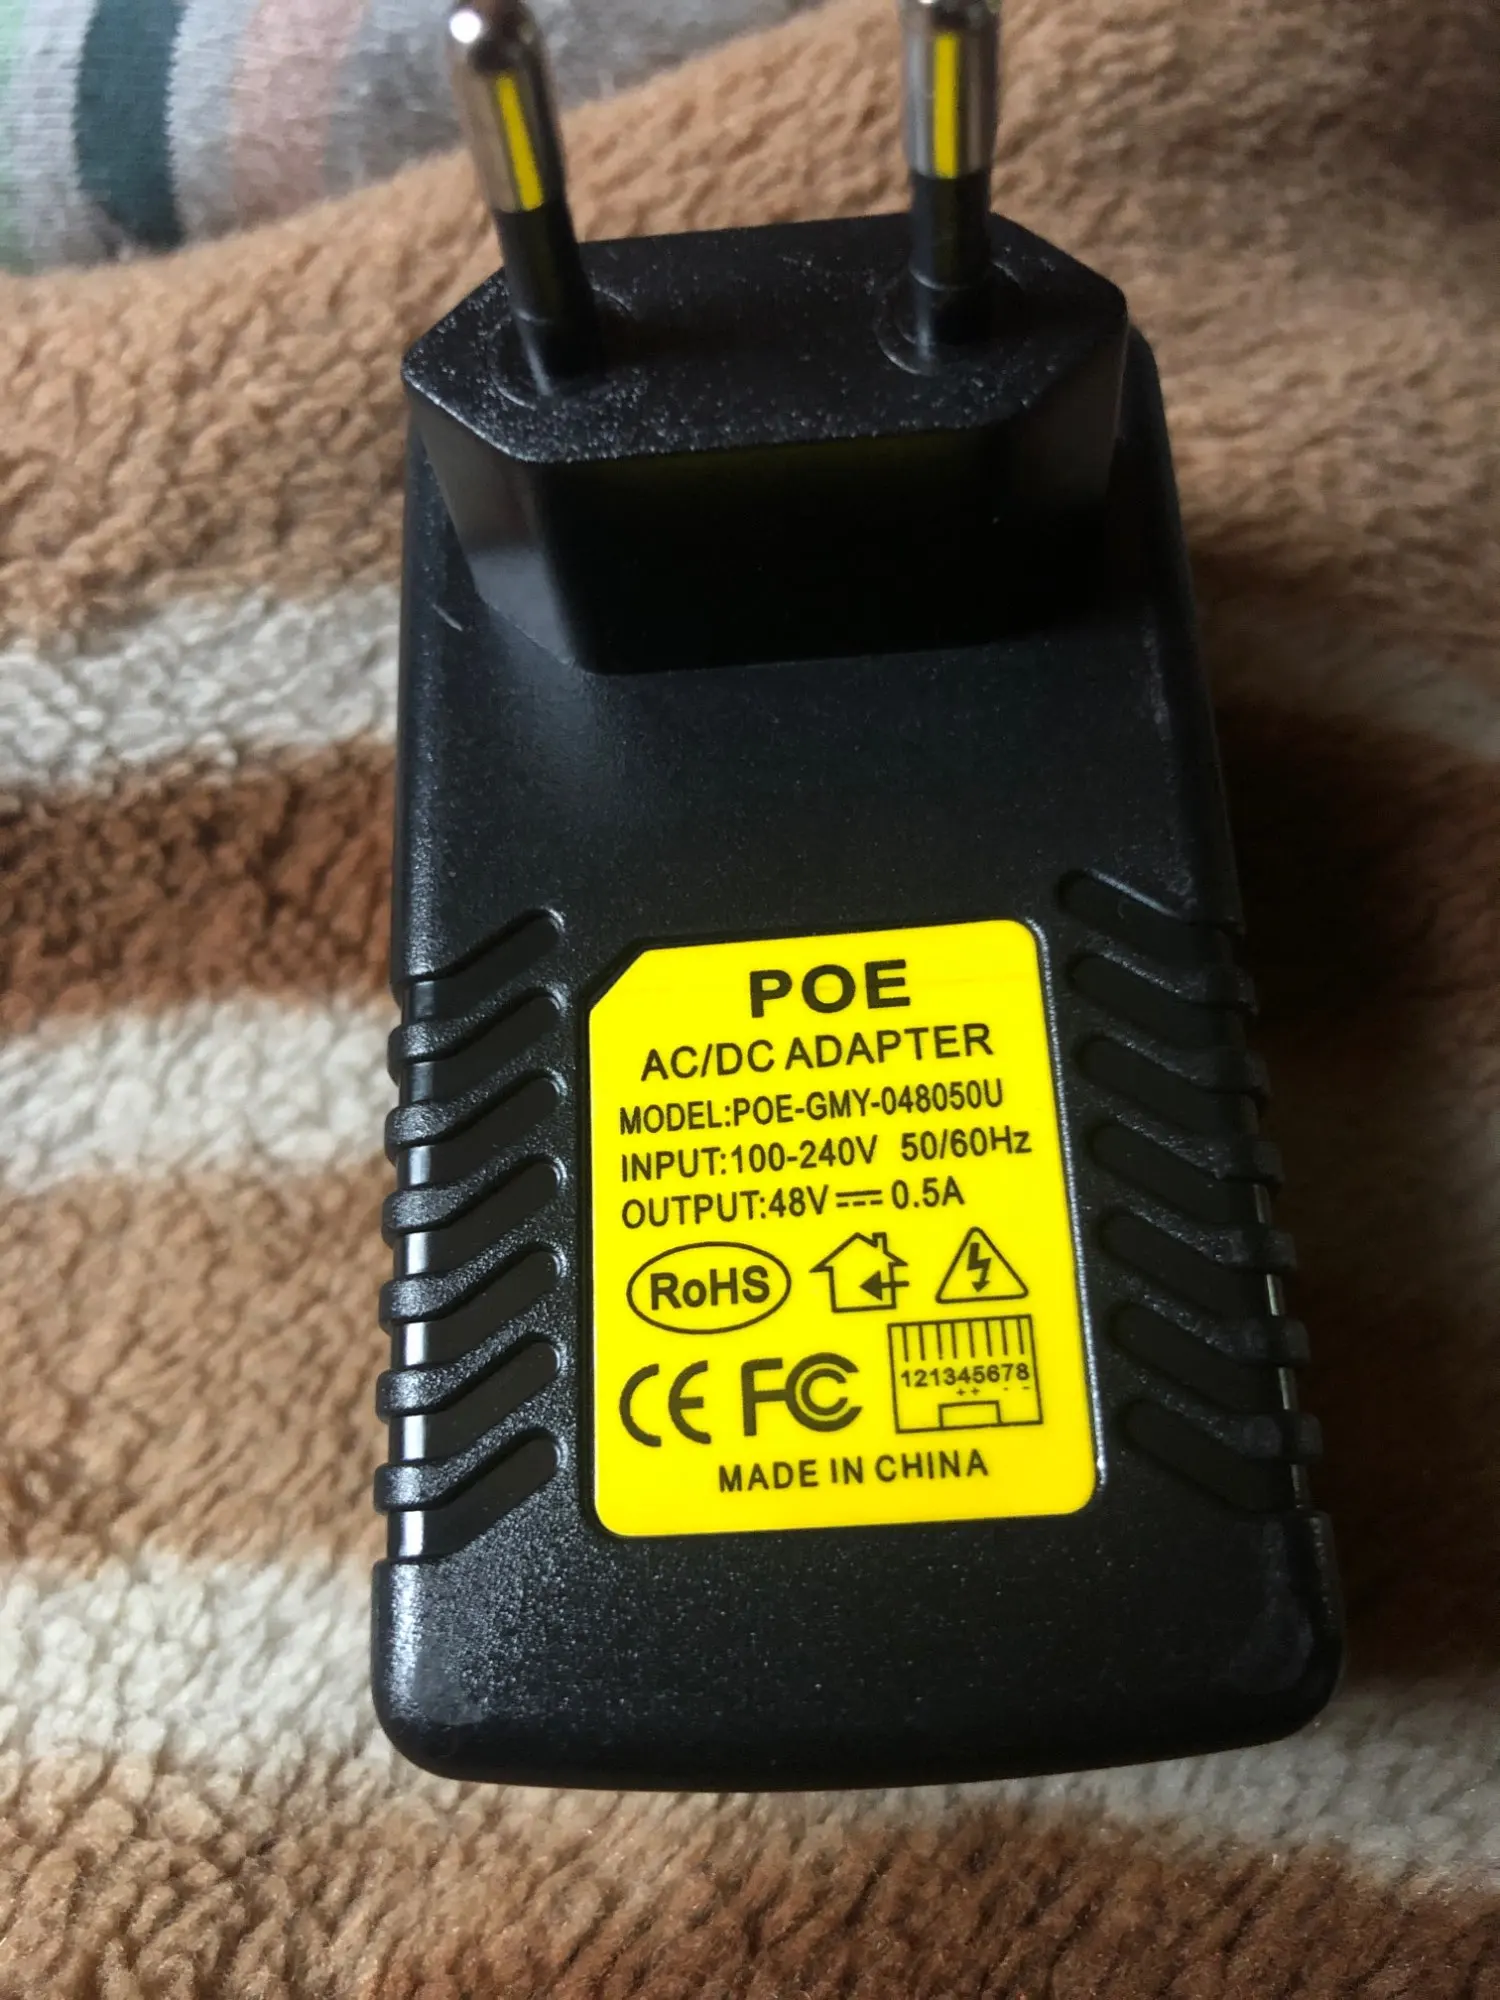 POE
AC/DC ADAPTER
MODEL:POE-GMY-048050U
INPUT:100-240V 50/60Hz
OUTPUT:48V⎓0.5A
RoHS
121345678
++ - -
CE FC
MADE IN CHINA